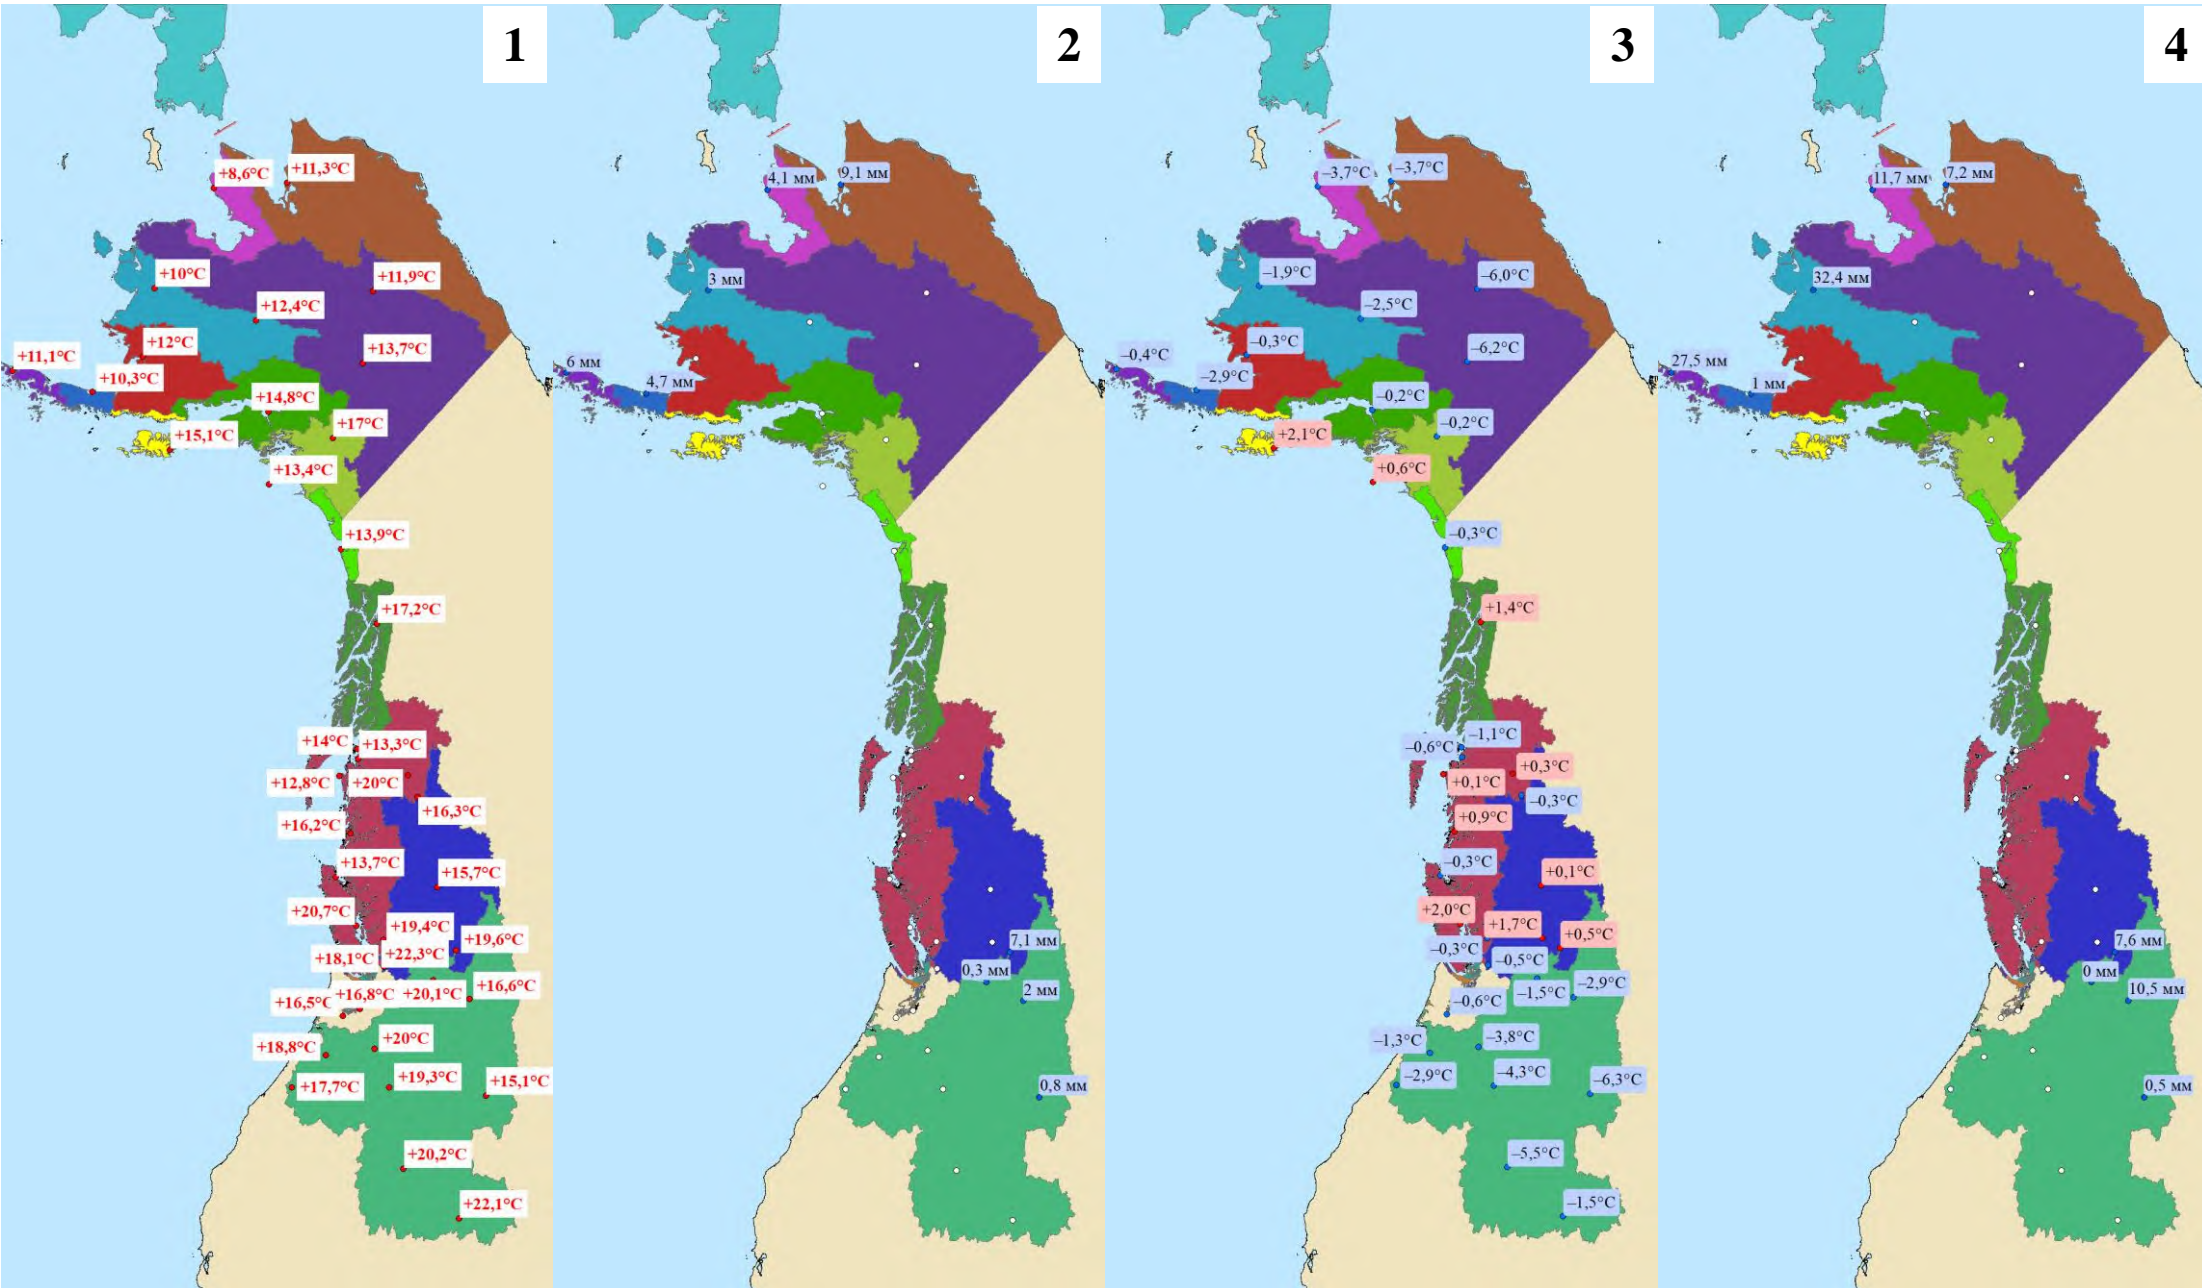 1
+8,6°C
+11,3°C
+10°C
+11,9°C
+12,4°C
+12°C
+13,7°C
+11,1°C
+10,3°C
+14,8°C
+17°C
+15,1°C
+13,4°C
+13,9°C
+17,2°C
+14°C
+13,3°C
+12,8°C
+20°C
+16,3°C
+16,2°C
+13,7°C
+15,7°C
+20,7°C
+19,4°C
+19,6°C
+22,3°C
+18,1°C
+16,6°C
+16,8°C
+20,1°C
+16,5°C
+20°C
+18,8°C
+19,3°C
+15,1°C
+17,7°C
+20,2°C
+22,1°C
2
4,1 мм
9,1 мм
3 мм
6 мм
4,7 мм
7,1 мм
0,3 мм
2 мм
0,8 мм
3
–3,7°C
–3,7°C
–1,9°C
–6,0°C
–2,5°C
–0,3°C
–6,2°C
–0,4°C
–2,9°C
–0,2°C
–0,2°C
+2,1°C
+0,6°C
–0,3°C
+1,4°C
–1,1°C
–0,6°C
+0,3°C
+0,1°C
–0,3°C
+0,9°C
–0,3°C
+0,1°C
+2,0°C
+1,7°C
+0,5°C
–0,3°C
–0,5°C
–2,9°C
–1,5°C
–0,6°C
–3,8°C
–1,3°C
–4,3°C
–2,9°C
–6,3°C
–5,5°C
–1,5°C
4
11,7 мм
7,2 мм
32,4 мм
27,5 мм
1 мм
7,6 мм
0 мм
10,5 мм
0,5 мм